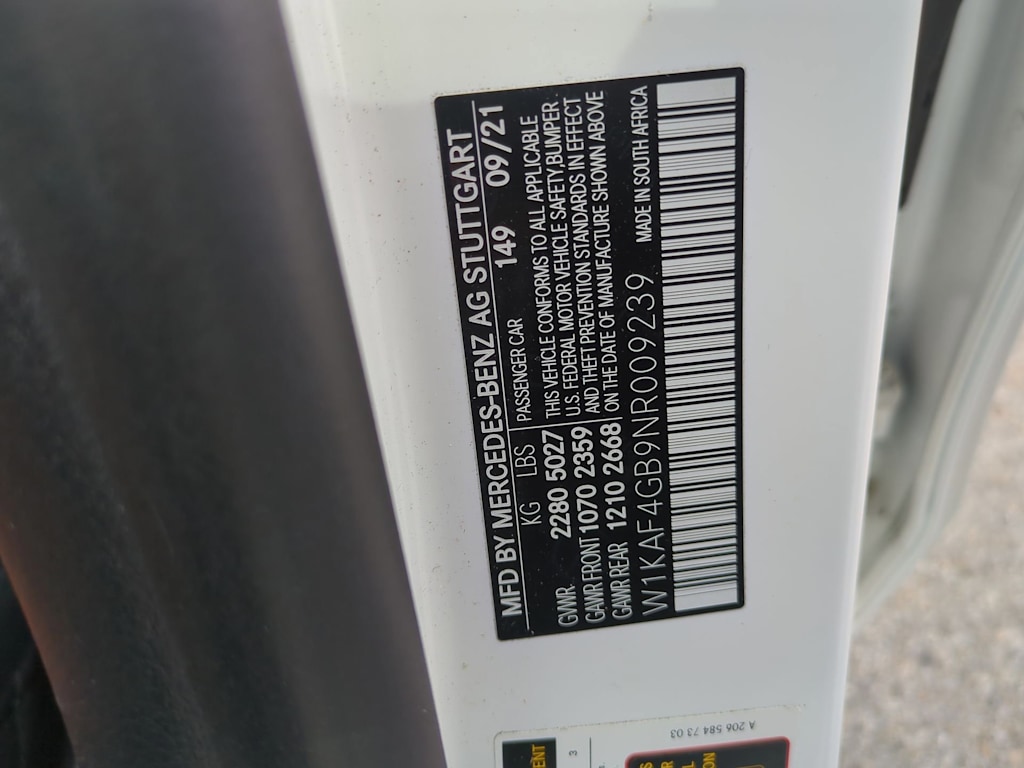 MFD BY MERCEDES-BENZ AG STUTTGART
KG LBS PASSENGER CAR 149 09/21
GVWR 2280 5027 THIS VEHICLE CONFORMS TO ALL APPLICABLE
GAWR FRONT 1070 2359 U.S. FEDERAL MOTOR VEHICLE SAFETY,BUMPER,
GAWR REAR 1210 2668 AND THEFT PREVENTION STANDARDS IN EFFECT
ON THE DATE OF MANUFACTURE SHOWN ABOVE
W1KAF4GB9NR009239 MADE IN SOUTH AFRICA
A 206 584 73 03
3